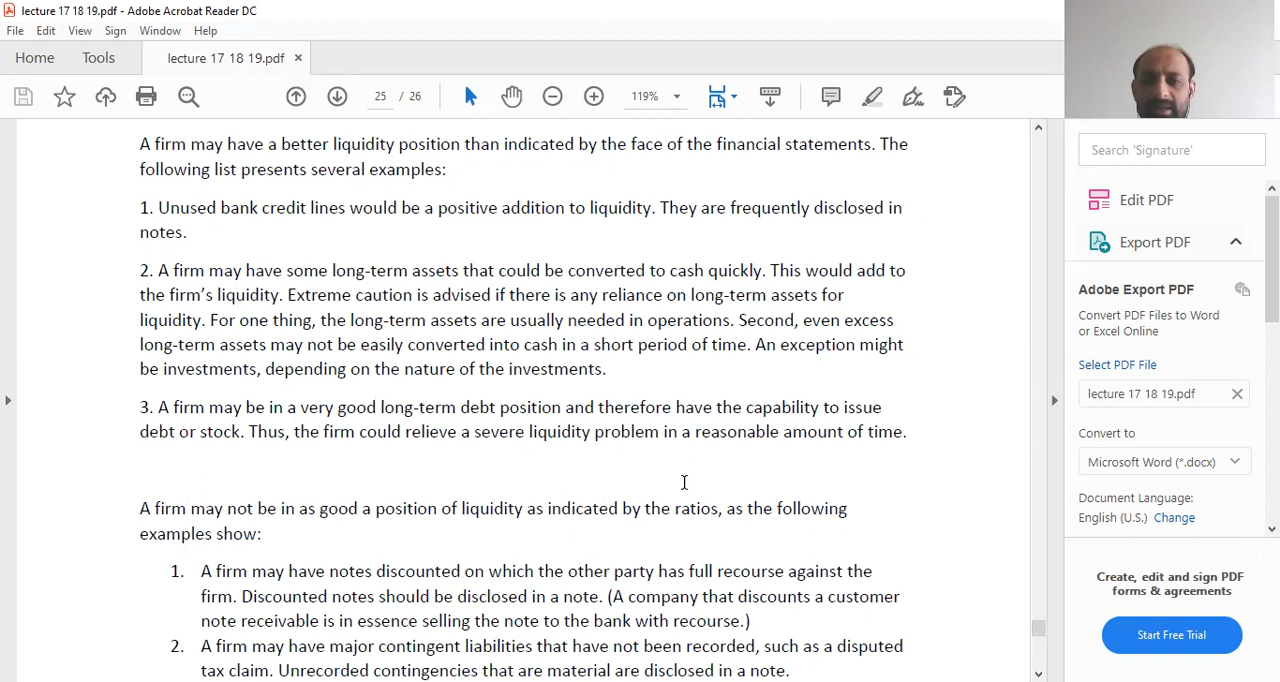 lecture 17 18 19.pdf - Adobe Acrobat Reader DC
File Edit View Sign Window Help
Home Tools lecture 17 18 19.pdf ×
25 / 26 119%
A firm may have a better liquidity position than indicated by the face of the financial statements. The
following list presents several examples:
1. Unused bank credit lines would be a positive addition to liquidity. They are frequently disclosed in
notes.
2. A firm may have some long-term assets that could be converted to cash quickly. This would add to
the firm’s liquidity. Extreme caution is advised if there is any reliance on long-term assets for
liquidity. For one thing, the long-term assets are usually needed in operations. Second, even excess
long-term assets may not be easily converted into cash in a short period of time. An exception might
be investments, depending on the nature of the investments.
3. A firm may be in a very good long-term debt position and therefore have the capability to issue
debt or stock. Thus, the firm could relieve a severe liquidity problem in a reasonable amount of time.
A firm may not be in as good a position of liquidity as indicated by the ratios, as the following
examples show:
1. A firm may have notes discounted on which the other party has full recourse against the
firm. Discounted notes should be disclosed in a note. (A company that discounts a customer
note receivable is in essence selling the note to the bank with recourse.)
2. A firm may have major contingent liabilities that have not been recorded, such as a disputed
tax claim. Unrecorded contingencies that are material are disclosed in a note.
Search 'Signature'
Edit PDF
Export PDF
Adobe Export PDF
Convert PDF Files to Word
or Excel Online
Select PDF File
lecture 17 18 19.pdf
Convert to
Microsoft Word (*.docx)
Document Language:
English (U.S.) Change
Create, edit and sign PDF
forms & agreements
Start Free Trial